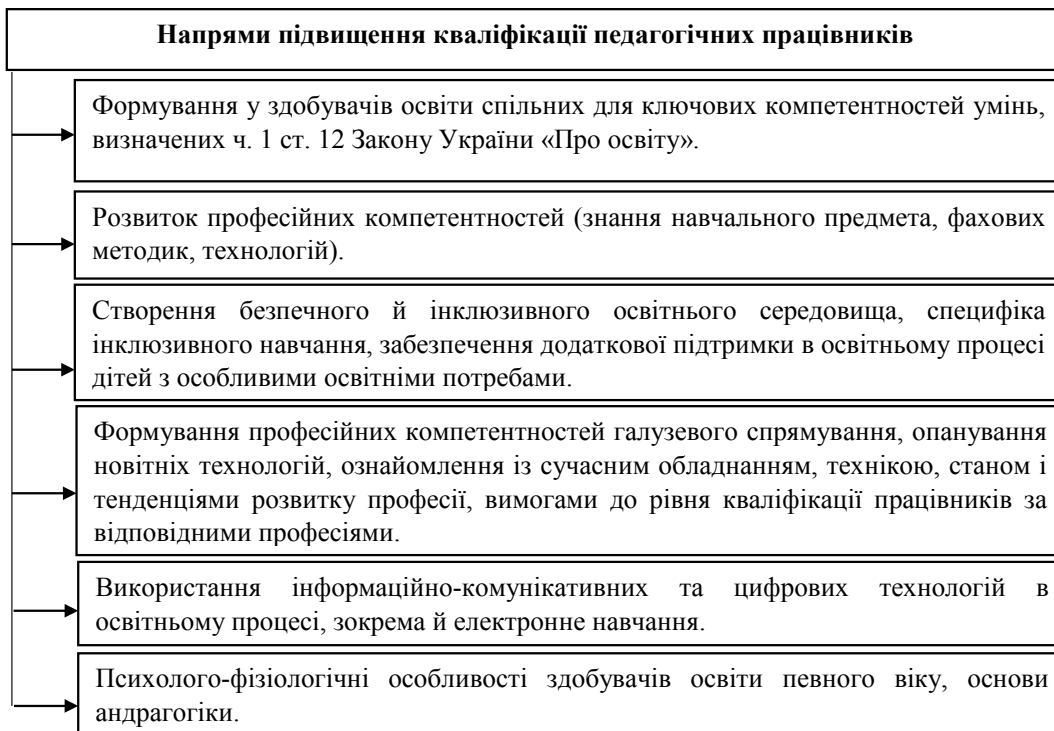 Напрями підвищення кваліфікації педагогічних працівників
Формування у здобувачів освіти спільних для ключових компетентностей умінь,
визначених ч. 1 ст. 12 Закону України «Про освіту».
Розвиток професійних компетентностей (знання навчального предмета, фахових
методик, технологій).
Створення безпечного й інклюзивного освітнього середовища, специфіка
інклюзивного навчання, забезпечення додаткової підтримки в освітньому процесі
дітей з особливими освітніми потребами.
Формування професійних компетентностей галузевого спрямування, опанування
новітніх технологій, ознайомлення із сучасним обладнанням, технікою, станом і
тенденціями розвитку професії, вимогами до рівня кваліфікації працівників за
відповідними професіями.
Використання інформаційно-комунікативних та цифрових технологій в
освітньому процесі, зокрема й електронне навчання.
Психолого-фізіологічні особливості здобувачів освіти певного віку, основи
андрагогіки.